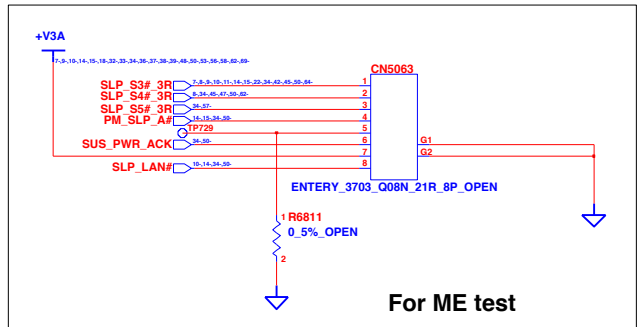 +V3A
7-,9-,10-,14-,15-,18-,32-,33-,34-,36-,37-,38-,39-,48-,50-,53-,56-,58-,62-,69-
CN5063
SLP_S3#_3R 7-,8-,9-,10-,11-,14-,15-,22-,34-,42-,45-,50-,64- 1
SLP_S4#_3R 8-,34-,45-,47-,50-,62- 2
SLP_S5#_3R 34-,57- 3
PM_SLP_A# 14-,15-,34-,50- 4
TP729 5
SUS_PWR_ACK 34-,50- 6 G1
7 G2
SLP_LAN# 10-,14-,34-,50- 8
ENTERY_3703_Q08N_21R_8P_OPEN
1 R6811
0_5%_OPEN
2
For ME test